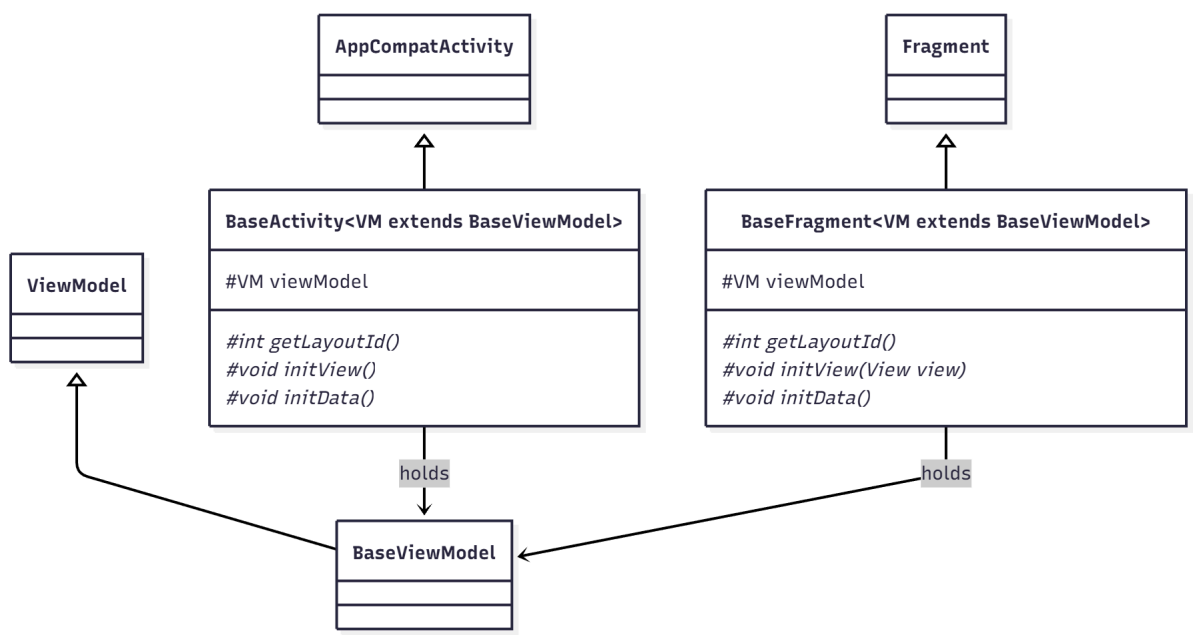 AppCompatActivity
Fragment
BaseActivity<VM extends BaseViewModel>
#VM viewModel
#int getLayoutId()
#void initView()
#void initData()
BaseFragment<VM extends BaseViewModel>
#VM viewModel
#int getLayoutId()
#void initView(View view)
#void initData()
ViewModel
holds
holds
BaseViewModel